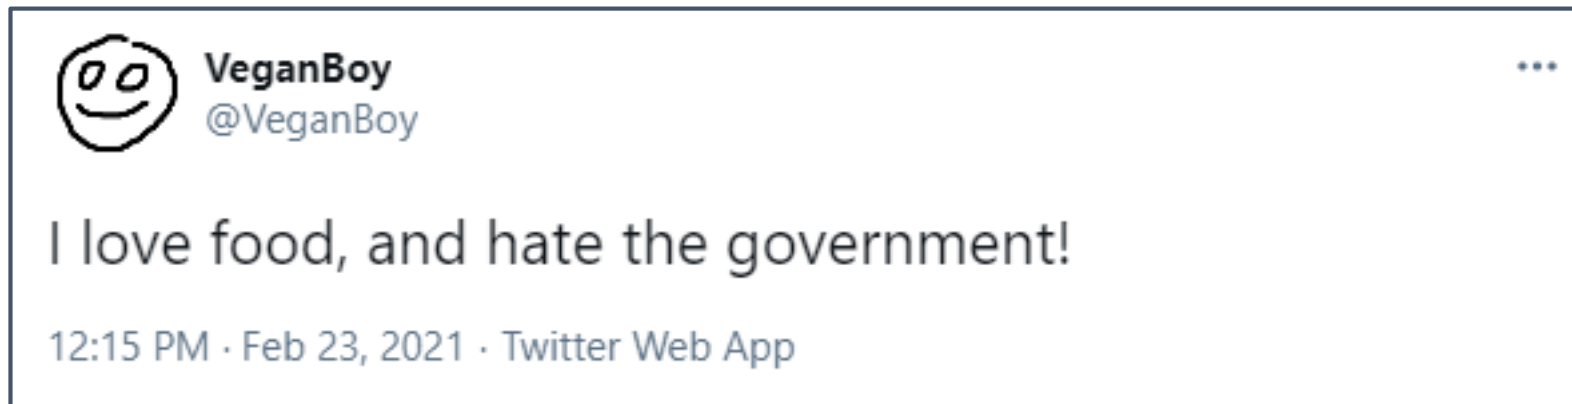 VeganBoy
@VeganBoy
I love food, and hate the government!
12:15 PM · Feb 23, 2021 · Twitter Web App